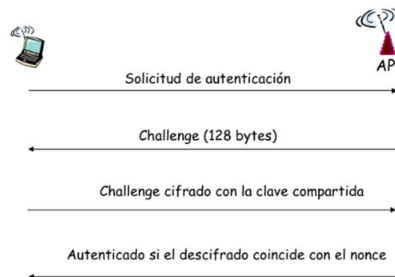 AP
Solicitud de autenticación
Challenge (128 bytes)
Challenge cifrado con la clave compartida
Autenticado si el descifrado coincide con el nonce